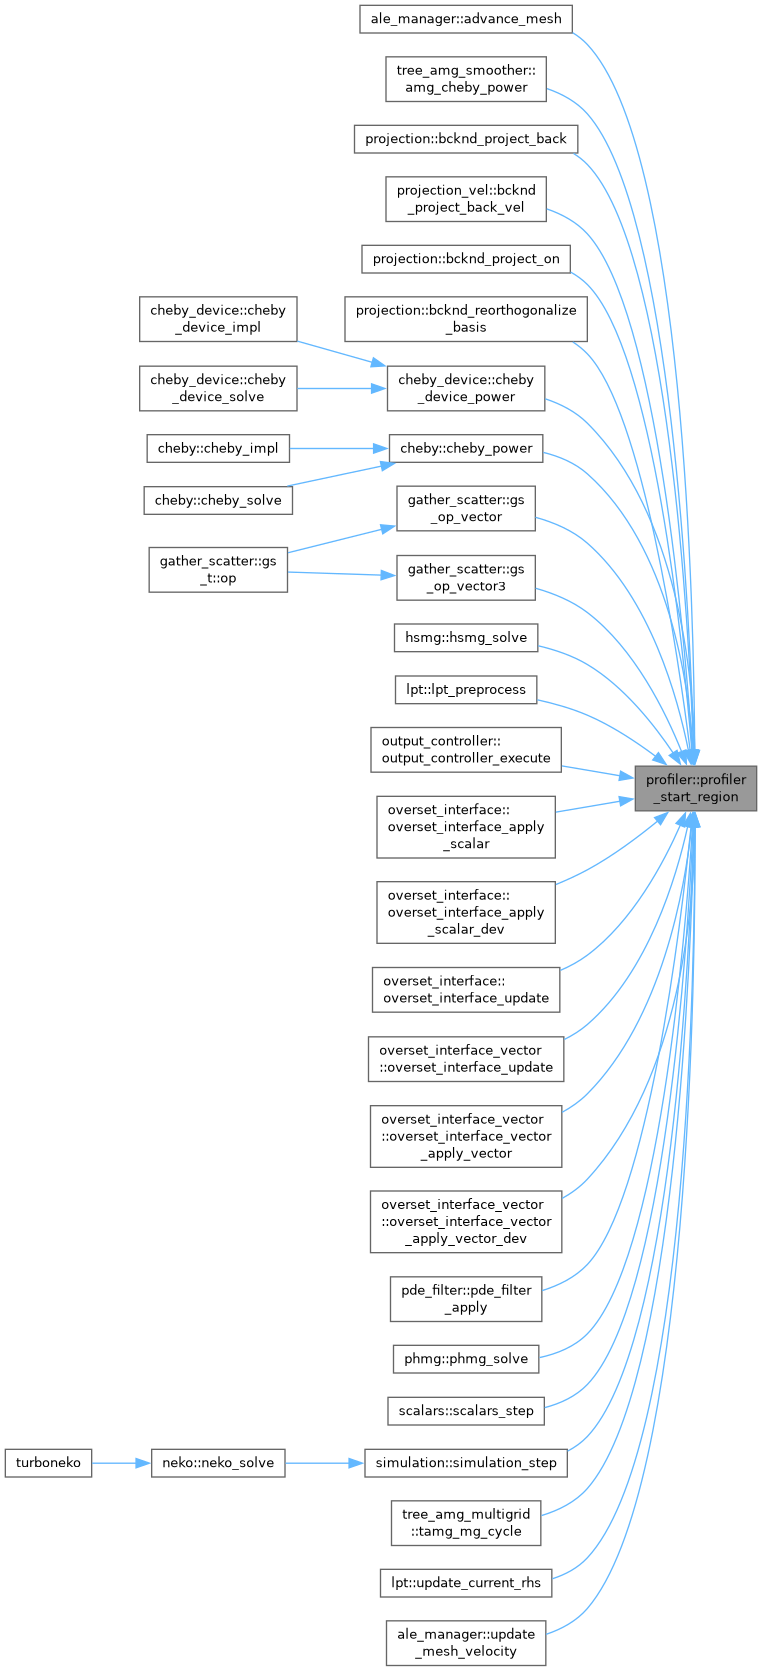 ale_manager::advance_mesh
tree_amg_smoother::
amg_cheby_power
projection::bcknd_project_back
projection_vel::bcknd
_project_back_vel
projection::bcknd_project_on
projection::bcknd_reorthogonalize
_basis
cheby_device::cheby
_device_impl
cheby_device::cheby
_device_solve
cheby_device::cheby
_device_power
cheby::cheby_impl
cheby::cheby_power
cheby::cheby_solve
gather_scatter::gs
_op_vector
gather_scatter::gs
_t::op
gather_scatter::gs
_op_vector3
hsmg::hsmg_solve
lpt::lpt_preprocess
output_controller::
output_controller_execute
profiler::profiler
_start_region
overset_interface::
overset_interface_apply
_scalar
overset_interface::
overset_interface_apply
_scalar_dev
overset_interface::
overset_interface_update
overset_interface_vector
::overset_interface_update
overset_interface_vector
::overset_interface_vector
_apply_vector
overset_interface_vector
::overset_interface_vector
_apply_vector_dev
pde_filter::pde_filter
_apply
phmg::phmg_solve
scalars::scalars_step
turboneko
neko::neko_solve
simulation::simulation_step
tree_amg_multigrid
::tamg_mg_cycle
lpt::update_current_rhs
ale_manager::update
_mesh_velocity